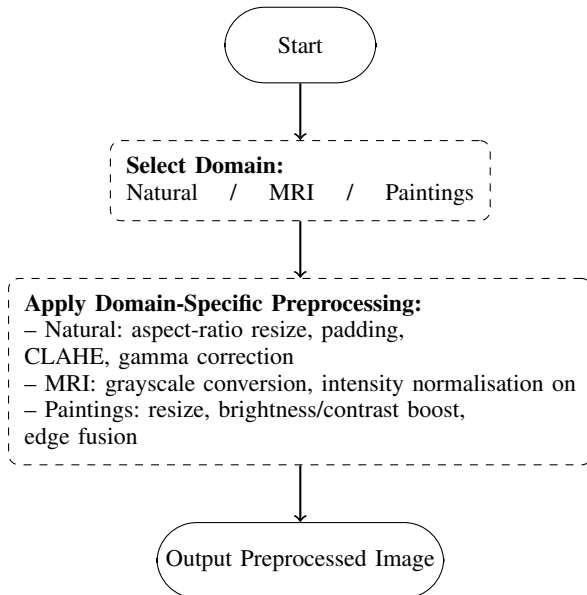 Start
Select Domain:
Natural / MRI / Paintings
Apply Domain-Specific Preprocessing:
– Natural: aspect-ratio resize, padding,
CLAHE, gamma correction
– MRI: grayscale conversion, intensity normalisation on
– Paintings: resize, brightness/contrast boost,
edge fusion
Output Preprocessed Image